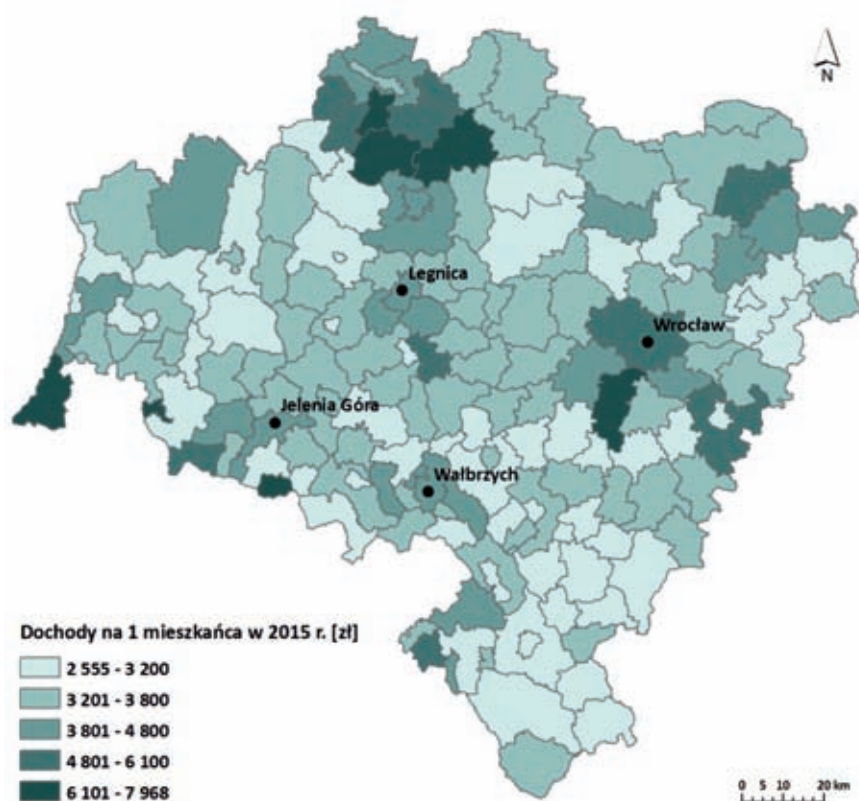 N
Legnica
Wrocław
Jelenia Góra
Wałbrzych
Dochody na 1 mieszkańca w 2015 r. [zł]
2 555 - 3 200
3 201 - 3 800
3 801 - 4 800
4 801 - 6 100
6 101 - 7 968
0 5 10 20 km